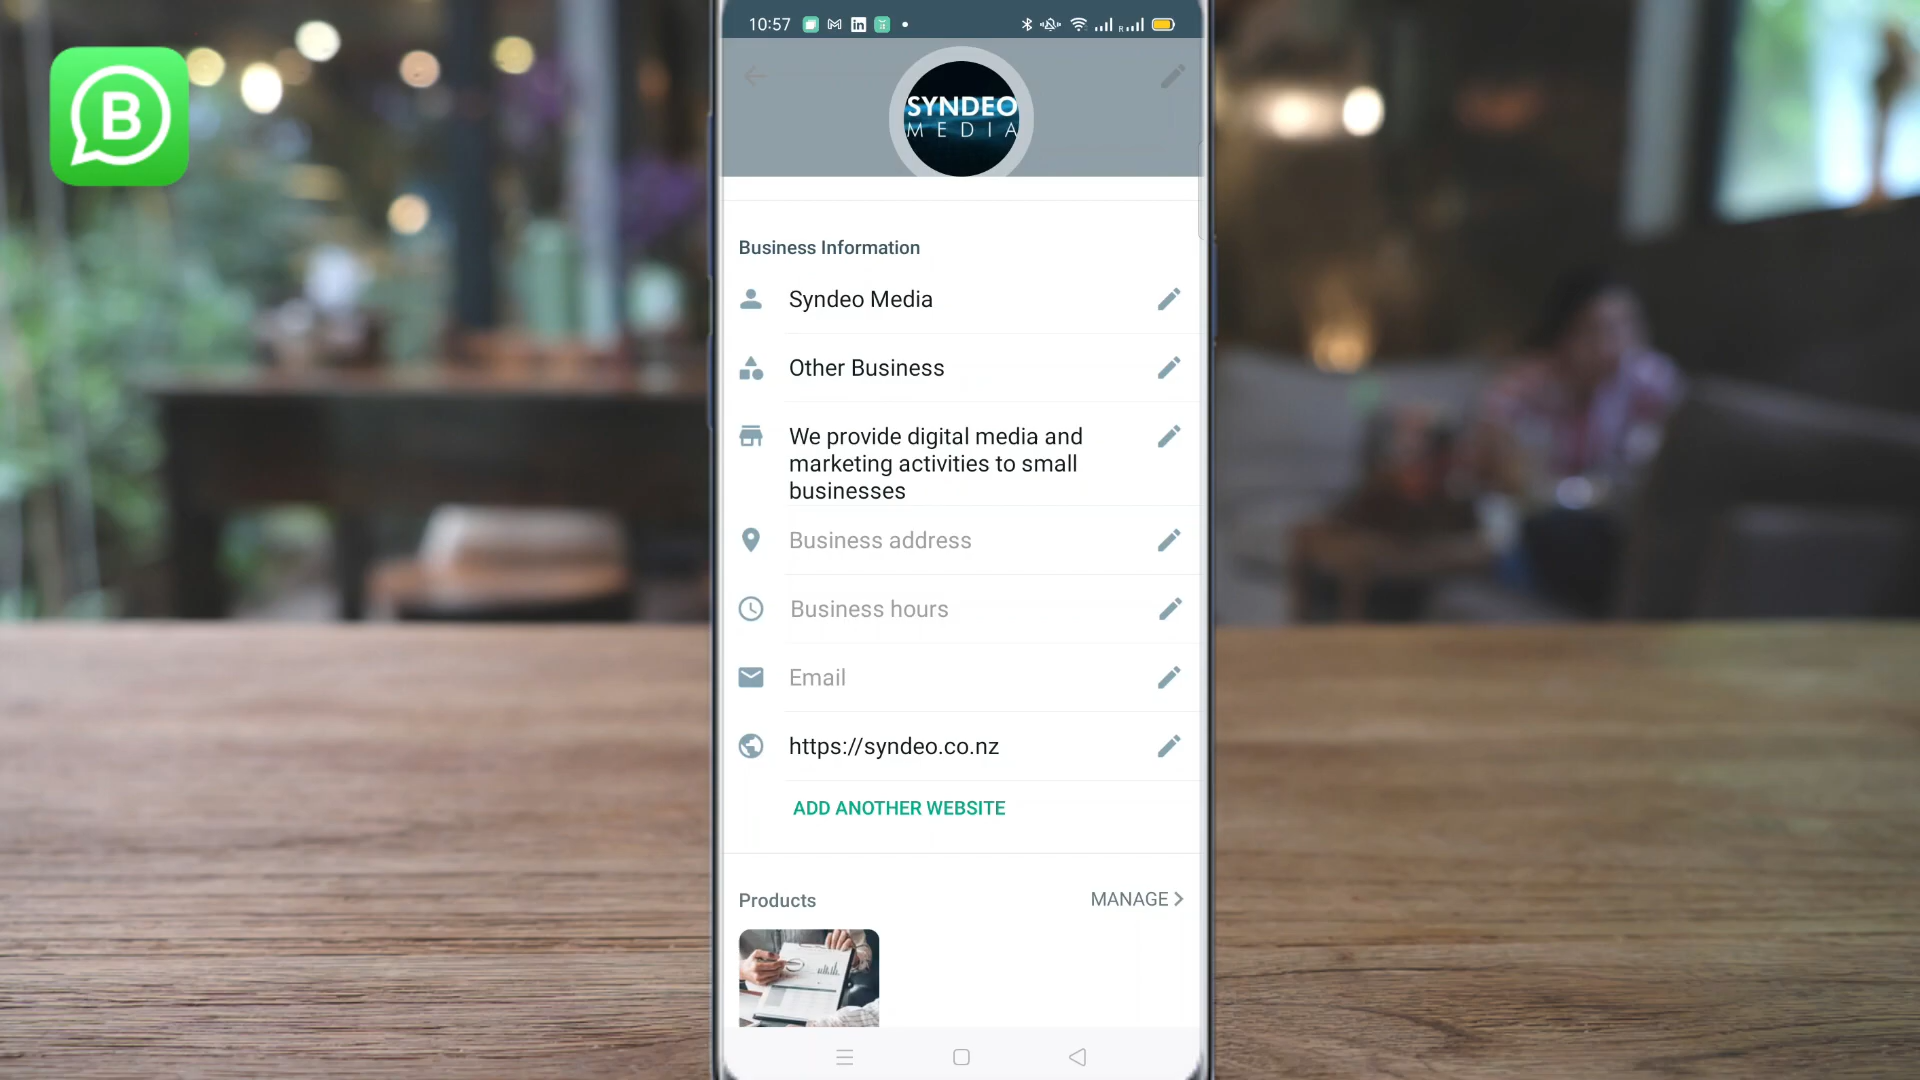 10:57
B
SYNDEO
MEDIA
Business Information
Syndeo Media
Other Business
We provide digital media and
marketing activities to small
businesses
Business address
Business hours
Email
https://syndeo.co.nz
ADD ANOTHER WEBSITE
Products
MANAGE